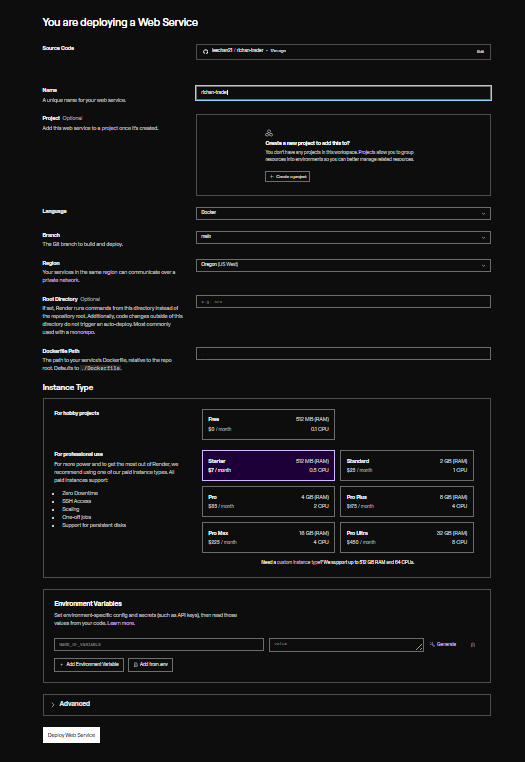 You are deploying a Web Service
Source Code
leechan21 / richan-trader • 17m ago
Edit
Name
A unique name for your web service.
richan-trader
Project Optional
Add this web service to a project once it's created.
Create a new project to add this to?
You don't have any projects in this workspace. Projects allow you to group
resources into environments so you can better manage related resources.
+ Create a project
Language
Docker
Branch
The Git branch to build and deploy.
main
Region
Your services in the same region can communicate over a
private network.
Oregon (US West)
Root Directory Optional
If set, Render runs commands from this directory instead of
the repository root. Additionally, code changes outside of this
directory do not trigger an auto-deploy. Most commonly
used with a monorepo.
e.g. src
Dockerfile Path
The path to your service's Dockerfile, relative to the repo
root. Defaults to ./Dockerfile.
Instance Type
For hobby projects
Free 512 MB (RAM)
$0 / month 0.1 CPU
For professional use
For more power and to get the most out of Render, we
recommend using one of our paid instance types. All
paid instances support:
• Zero Downtime
• SSH Access
• Scaling
• One-off jobs
• Support for persistent disks
Starter 512 MB (RAM)
$7 / month 0.5 CPU
Standard 2 GB (RAM)
$25 / month 1 CPU
Pro 4 GB (RAM)
$85 / month 2 CPU
Pro Plus 8 GB (RAM)
$175 / month 4 CPU
Pro Max 16 GB (RAM)
$225 / month 4 CPU
Pro Ultra 32 GB (RAM)
$450 / month 8 CPU
Need a custom instance type? We support up to 512 GB RAM and 64 CPUs.
Environment Variables
Set environment-specific config and secrets (such as API keys), then read those
values from your code. Learn more.
NAME_OF_VARIABLE
value
Generate
+ Add Environment Variable
Add from .env
Advanced
Deploy Web Service